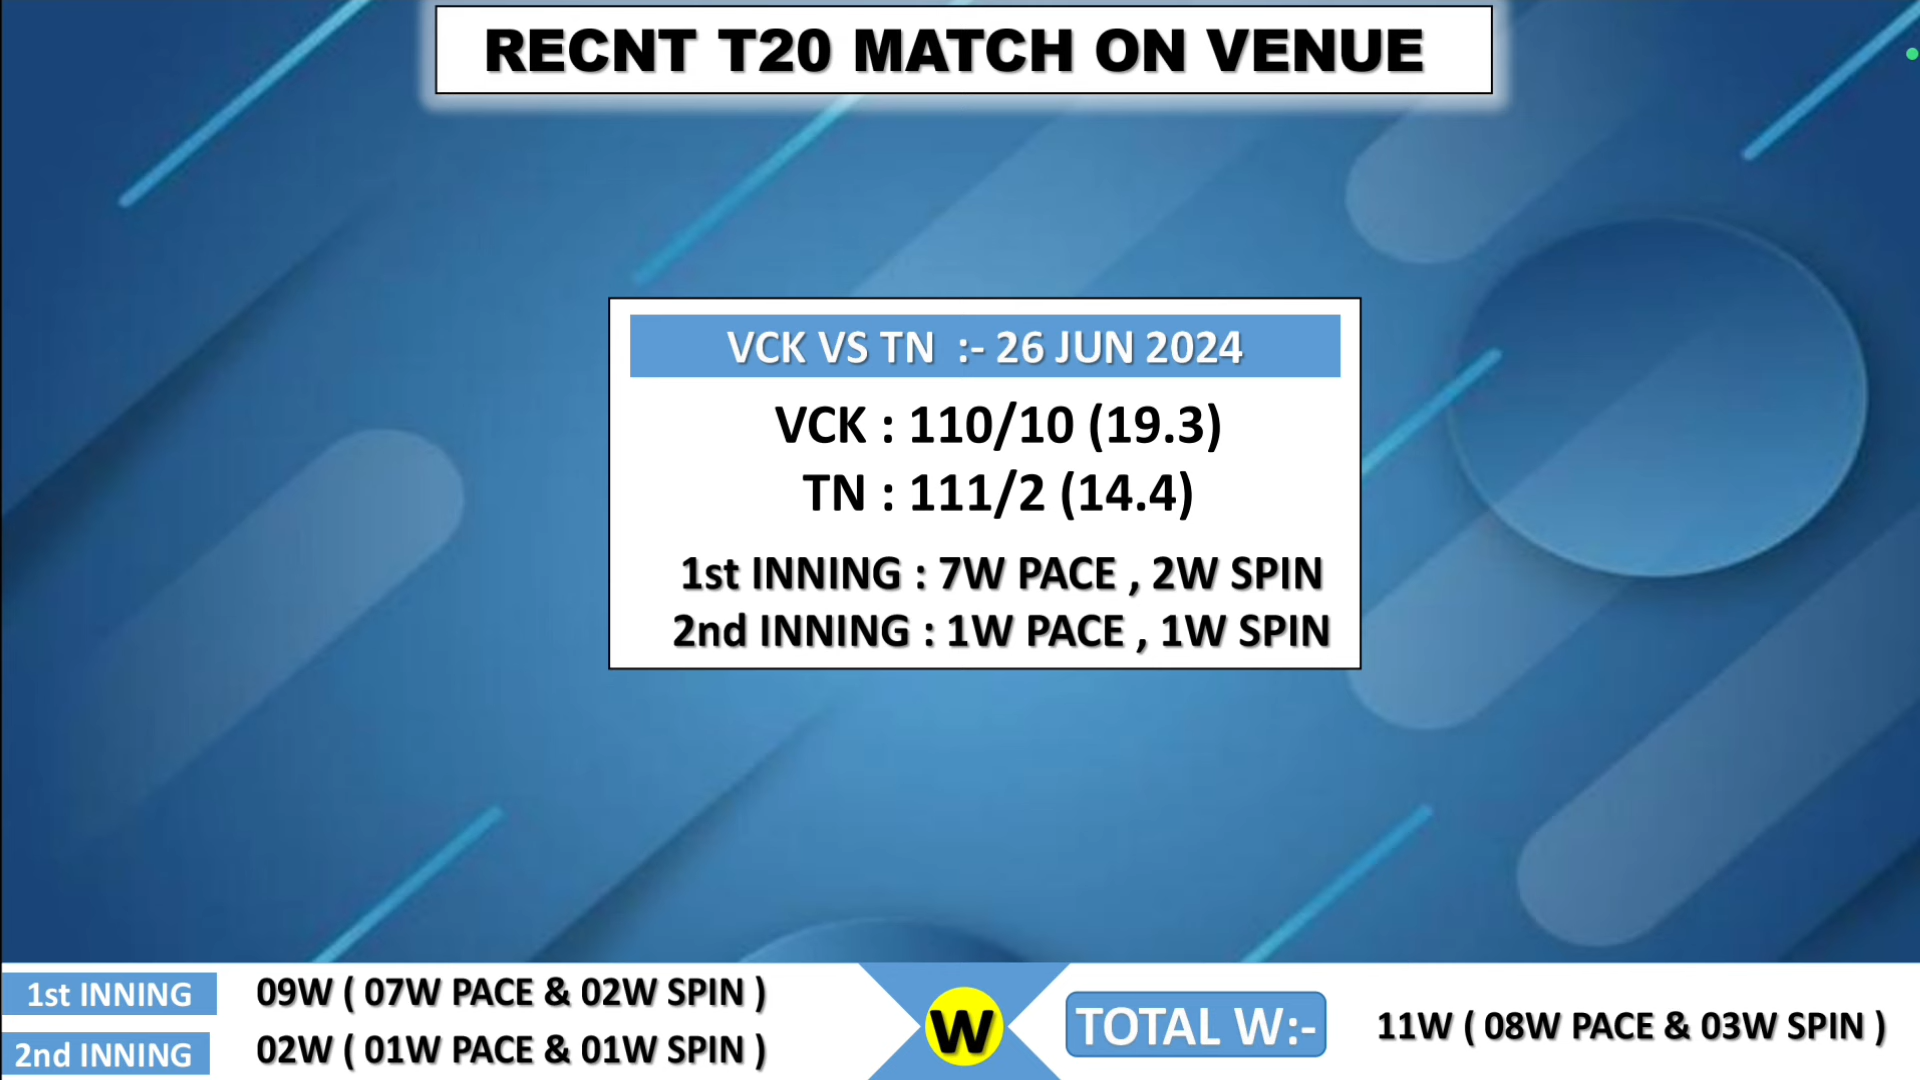 RECNT T20 MATCH ON VENUE
VCK VS TN :- 26 JUN 2024
VCK : 110/10 (19.3)
TN : 111/2 (14.4)
1st INNING : 7W PACE , 2W SPIN
2nd INNING : 1W PACE , 1W SPIN
1st INNING 09W ( 07W PACE & 02W SPIN )
2nd INNING 02W ( 01W PACE & 01W SPIN )
W
TOTAL W:- 11W ( 08W PACE & 03W SPIN )